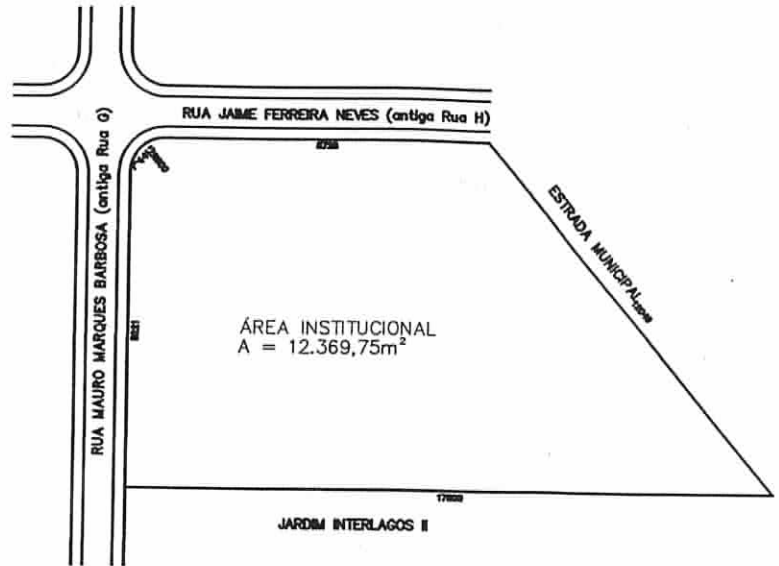 RUA JAIME FERREIRA NEVES (antiga Rua H)
RUA MAURO MARQUES BARBOSA (antiga Rua G)
ESTRADA MUNICIPAL
ÁREA INSTITUCIONAL
A = 12.369,75m²
JARDIM INTERLAGOS II